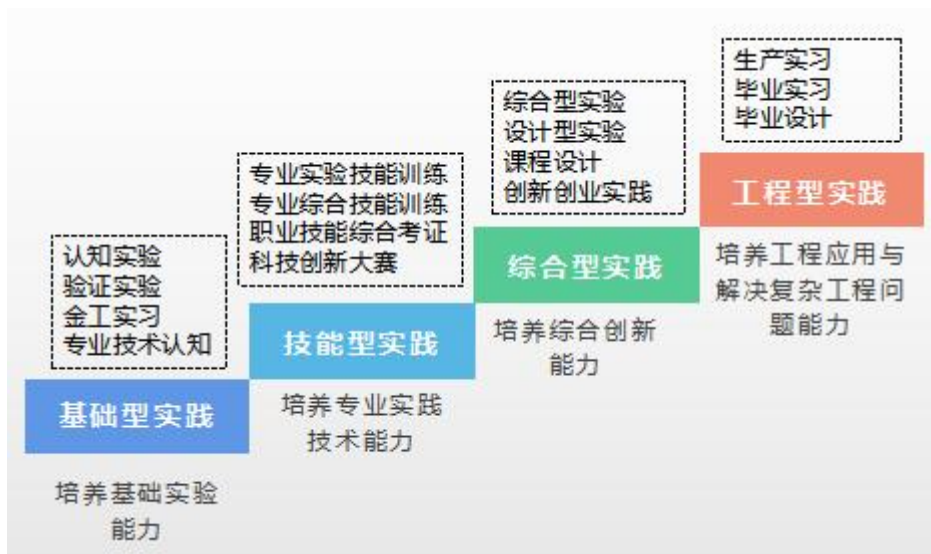 认知实验
验证实验
金工实习
专业技术认知
基础型实践
培养基础实验
能力
专业实验技能训练
专业综合技能训练
职业技能综合考证
科技创新大赛
技能型实践
培养专业实践
技术能力
综合型实验
设计型实验
课程设计
创新创业实践
综合型实践
培养综合创新
能力
生产实习
毕业实习
毕业设计
工程型实践
培养工程应用与
解决复杂工程问
题能力